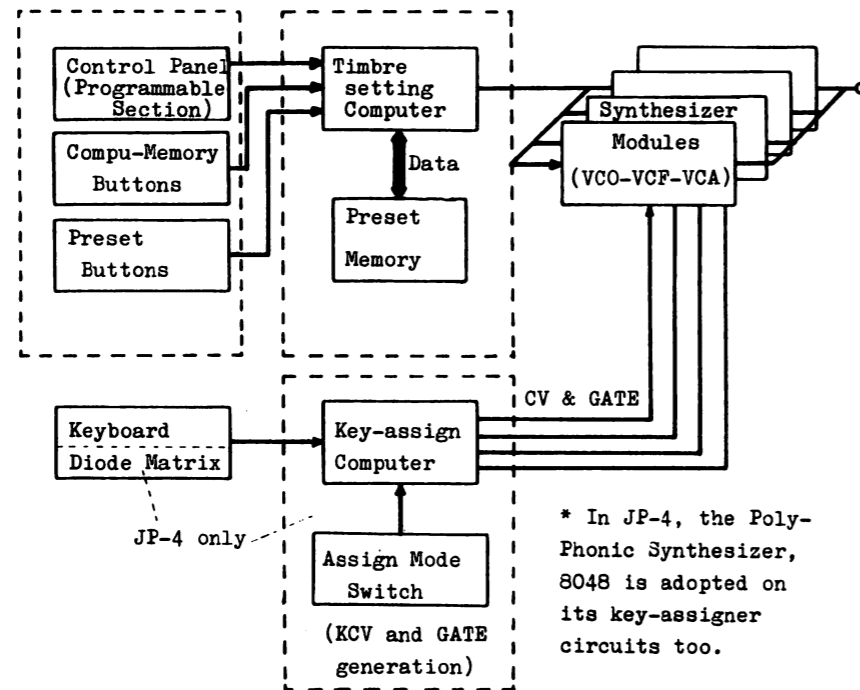 Control Panel
(Programmable
Section)
Compu-Memory
Buttons
Preset
Buttons
Timbre
setting
Computer
Data
Preset
Memory
Synthesizer
Modules
(VCO-VCF-VCA)
CV & GATE
Keyboard
Diode Matrix
JP-4 only
Key-assign
Computer
Assign Mode
Switch
(KCV and GATE
generation)
* In JP-4, the Poly-
Phonic Synthesizer,
8048 is adopted on
its key-assigner
circuits too.